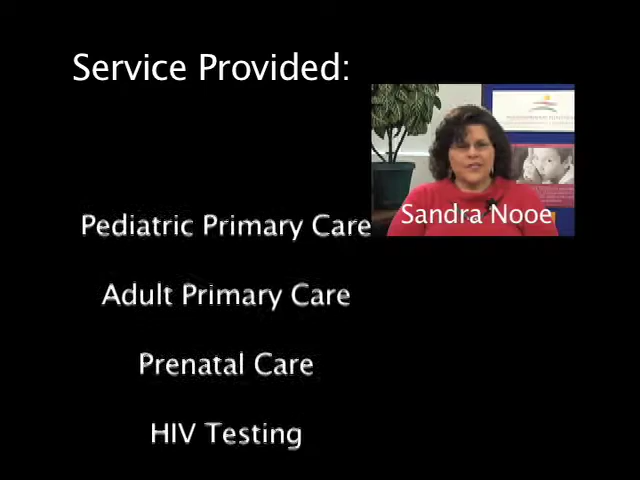 Service Provided:
Sandra Nooe
Pediatric Primary Care
Adult Primary Care
Prenatal Care
HIV Testing